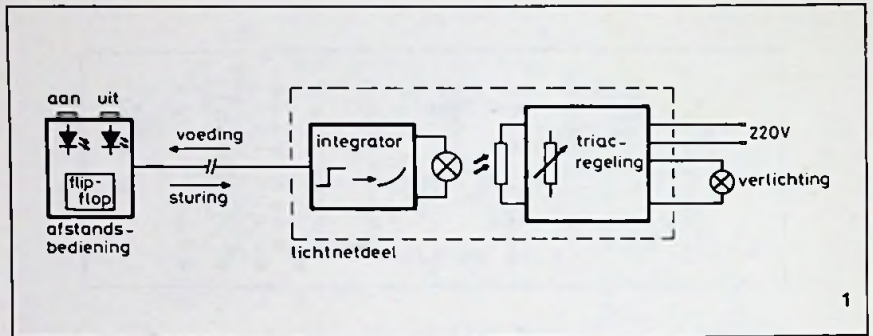 aan uit
flip-
flop
afstands-
bediening
voeding
sturing
integrator
lichtnetdeel
triac-
regeling
220V
verlichting
1